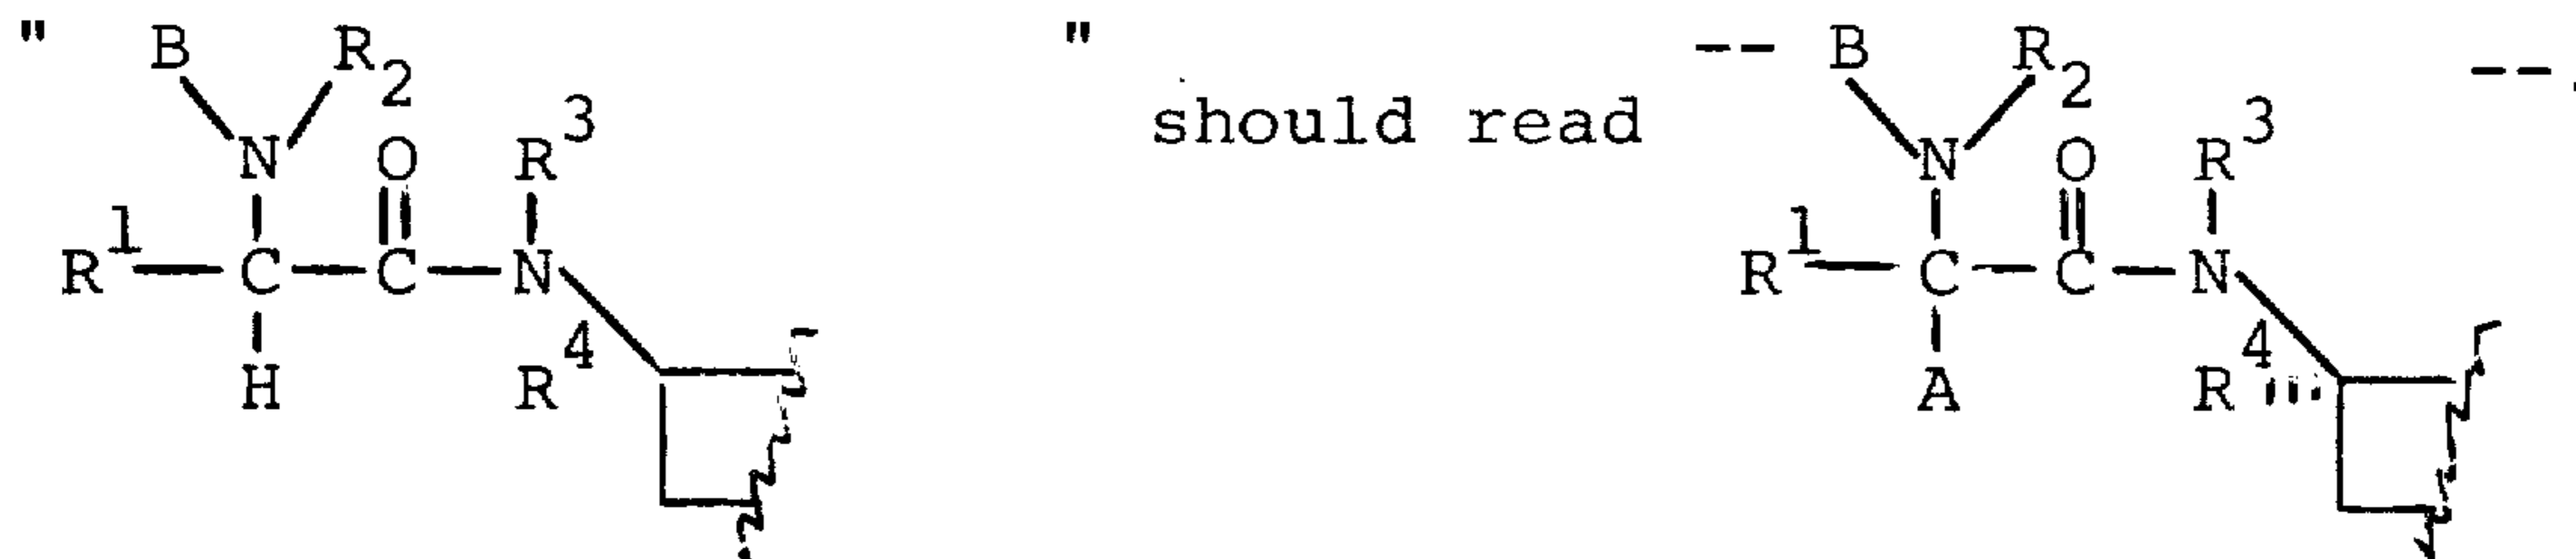 " B R2 " should read -- B R2 --.
N O R3 N O R3
R1—C—C—N R1—C—C—N
H R4 A R4